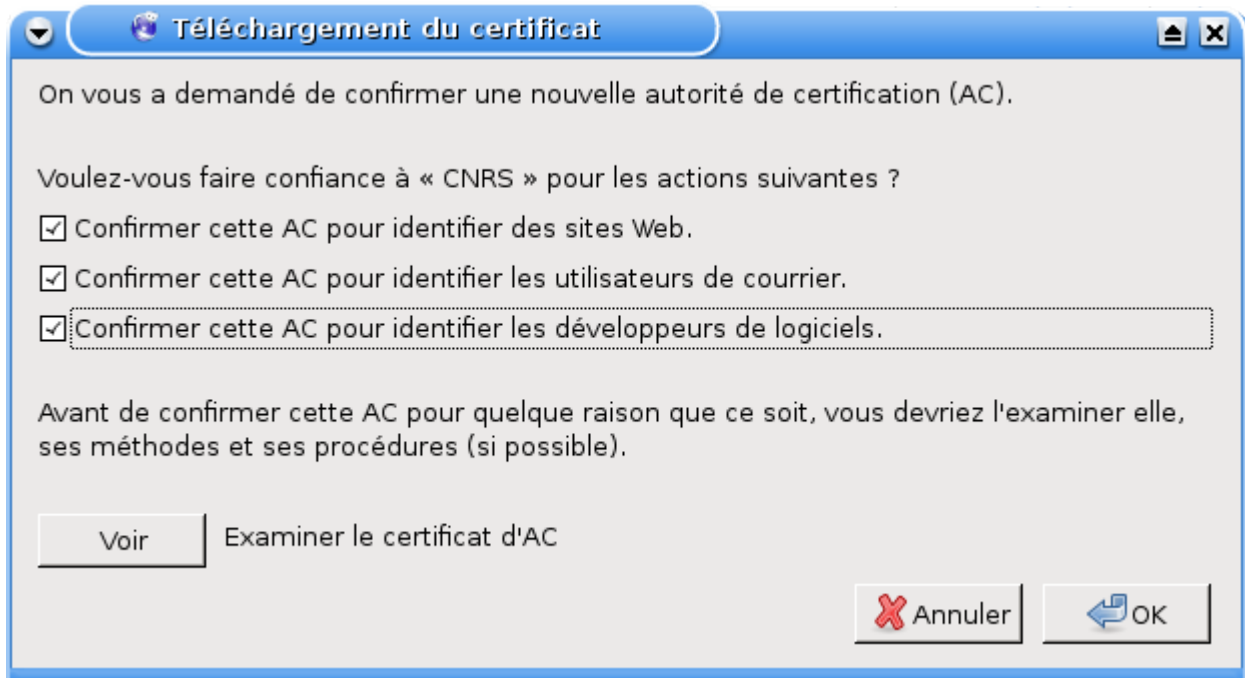 Téléchargement du certificat
On vous a demandé de confirmer une nouvelle autorité de certification (AC).
Voulez-vous faire confiance à « CNRS » pour les actions suivantes ?
Confirmer cette AC pour identifier des sites Web.
Confirmer cette AC pour identifier les utilisateurs de courrier.
Confirmer cette AC pour identifier les développeurs de logiciels.
Avant de confirmer cette AC pour quelque raison que ce soit, vous devriez l'examiner elle,
ses méthodes et ses procédures (si possible).
Voir Examiner le certificat d'AC
Annuler OK